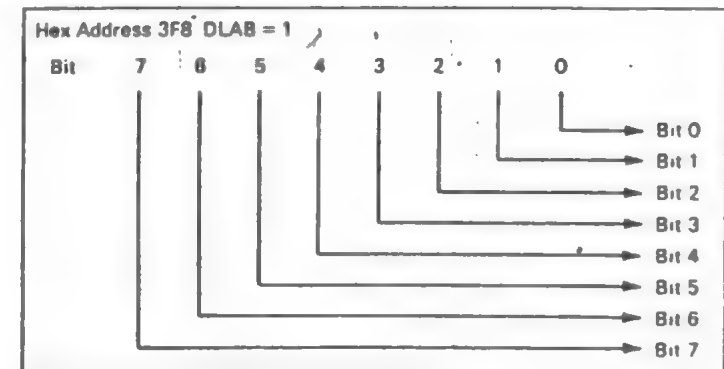 Hex Address 3F8 DLAB = 1
Bit 7 6 5 4 3 2 1 0
Bit 0
Bit 1
Bit 2
Bit 3
Bit 4
Bit 5
Bit 6
Bit 7